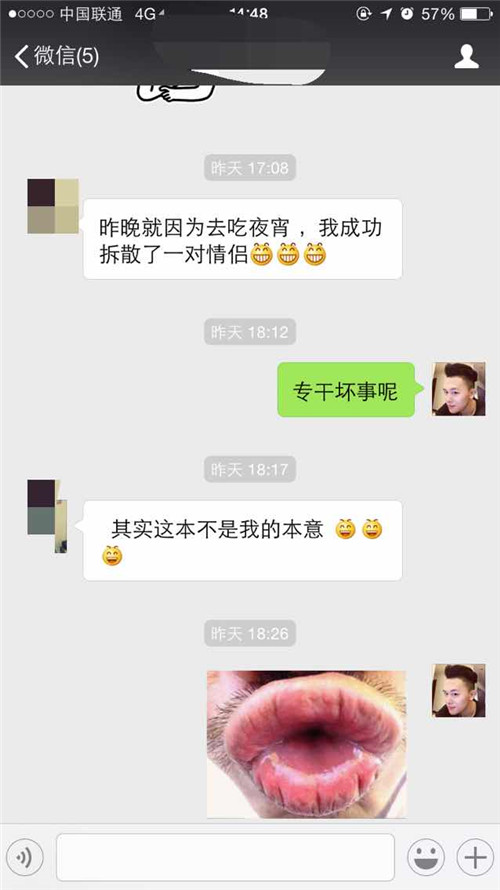 中国联通 4G 14:48 57%
微信(5)
昨天 17:08
昨晚就因为去吃夜宵，我成功
拆散了一对情侣
昨天 18:12
专干坏事呢
昨天 18:17
其实这本不是我的本意
昨天 18:26